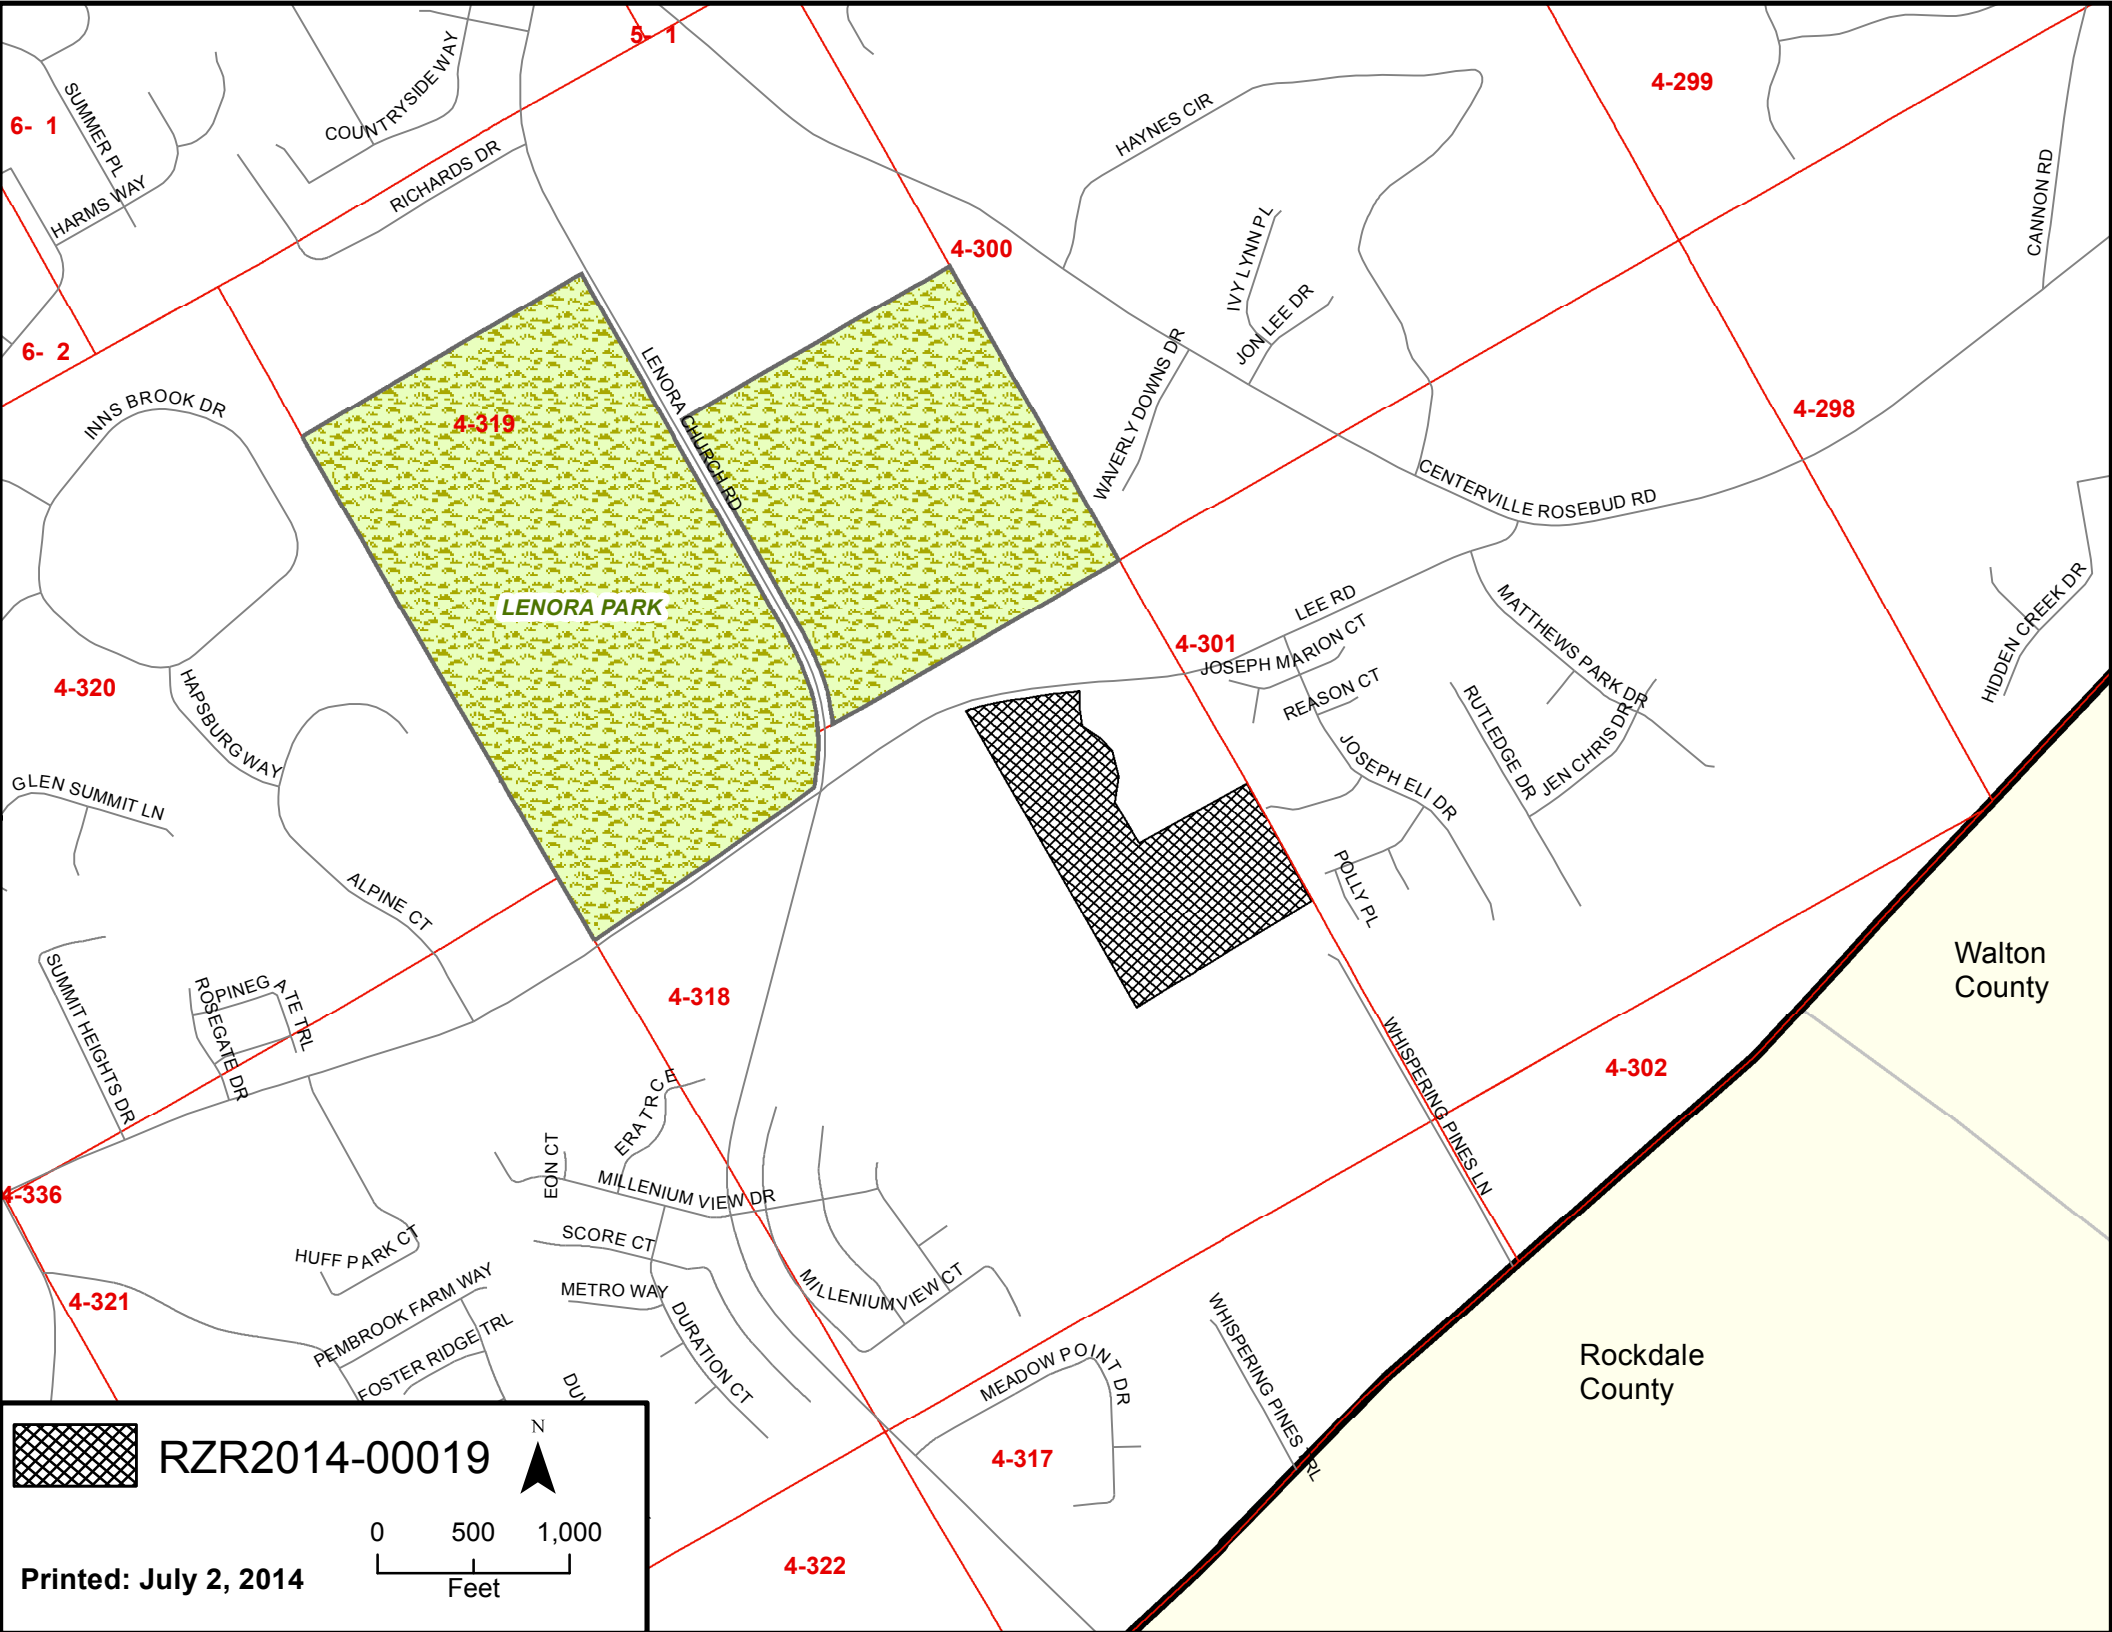 5- 1
4-299
6- 1
SUMMER PL
COUNTRYSIDE WAY
HAYNES CIR
HARMS WAY
RICHARDS DR
CANNON RD
4-300
IVY LYNN PL
JON LEE DR
6- 2
LENORA CHURCH RD
WAVERLY DOWNS DR
INNS BROOK DR
4-319
4-298
CENTERVILLE ROSEBUD RD
LENORA PARK
LEE RD
MATTHEWS PARK DR
HIDDEN CREEK DR
4-301
JOSEPH MARION CT
4-320
HAPSBURG WAY
REASON CT
RUTLEDGE DR
JEN CHRIS DR
JOSEPH ELI DR
GLEN SUMMIT LN
POLLY PL
ALPINE CT
SUMMIT HEIGHTS DR
ROSEGATE DR
PINEGATE TRL
4-318
Walton
County
WHISPERING PINES LN
4-302
ERA TRCE
EON CT
MILLENIUM VIEW DR
4-336
SCORE CT
HUFF PARK CT
METRO WAY
MILLENIUM VIEW CT
4-321
PEMBROOK FARM WAY
FOSTER RIDGE TRL
DURATION CT
MEADOW POINT DR
WHISPERING PINES TRL
Rockdale
County
4-317
4-322
RZR2014-00019
N
0 500 1,000
Feet
Printed: July 2, 2014